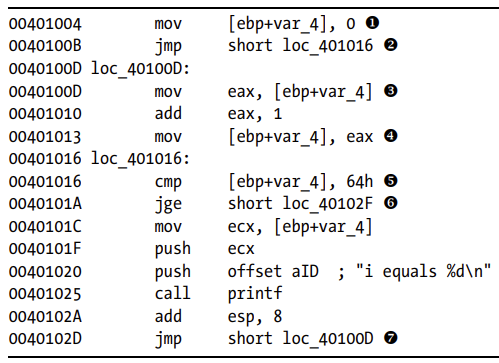 00401004 mov [ebp+var_4], 0 ❶
0040100B jmp short loc_401016 ❷
0040100D loc_40100D:
0040100D mov eax, [ebp+var_4] ❸
00401010 add eax, 1
00401013 mov [ebp+var_4], eax ❹
00401016 loc_401016:
00401016 cmp [ebp+var_4], 64h ❺
0040101A jge short loc_40102F ❻
0040101C mov ecx, [ebp+var_4]
0040101F push ecx
00401020 push offset aID ; "i equals %d\n"
00401025 call printf
0040102A add esp, 8
0040102D jmp short loc_40100D ❼